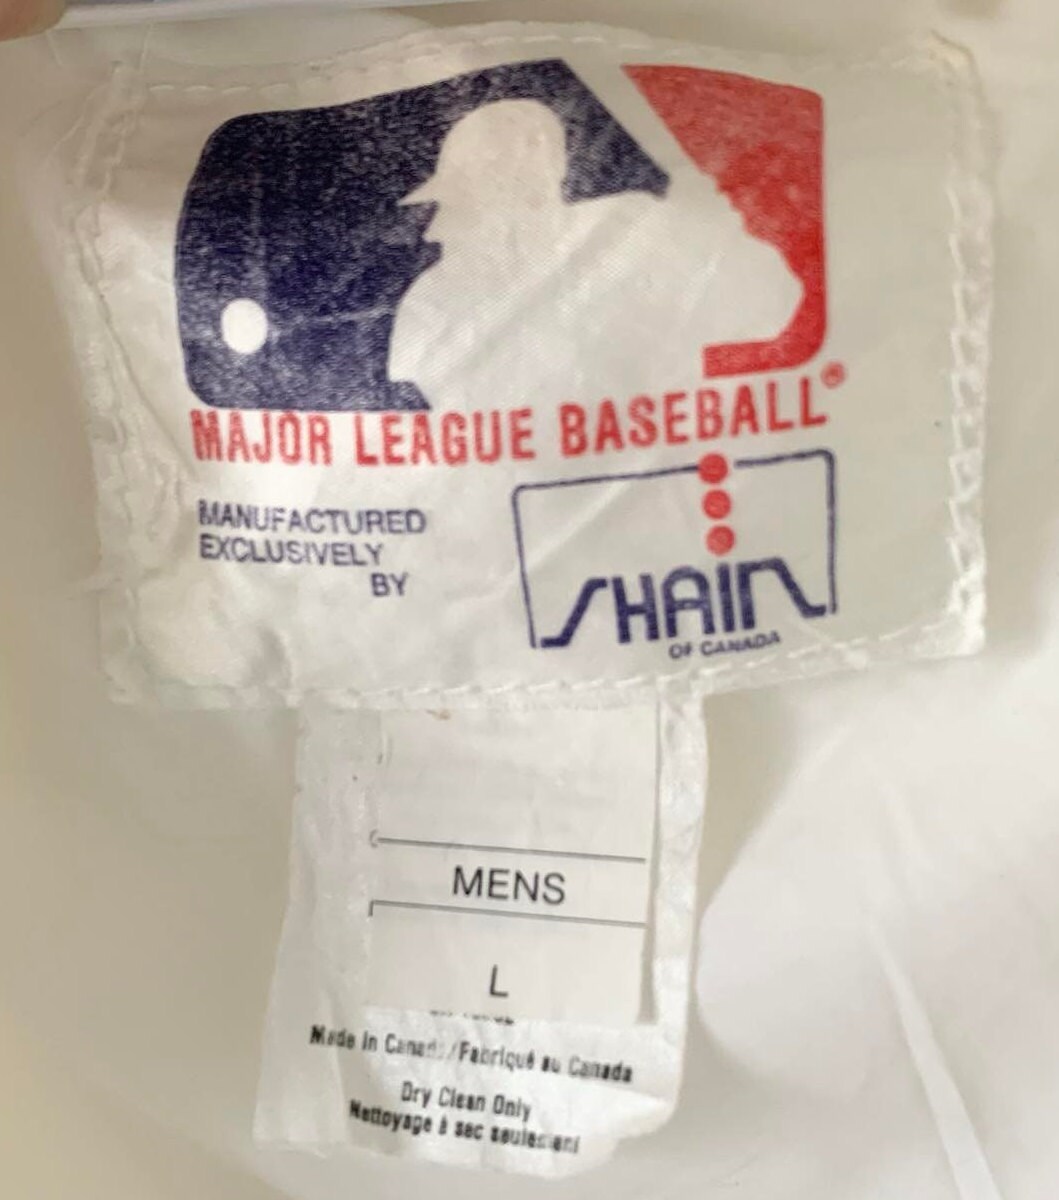 MAJOR LEAGUE BASEBALL®
MANUFACTURED
EXCLUSIVELY
BY
SHAIN
OF CANADA
MENS
L
Made in Canada/Fabriqué au Canada
Dry Clean Only
Nettoyage à sec seulement